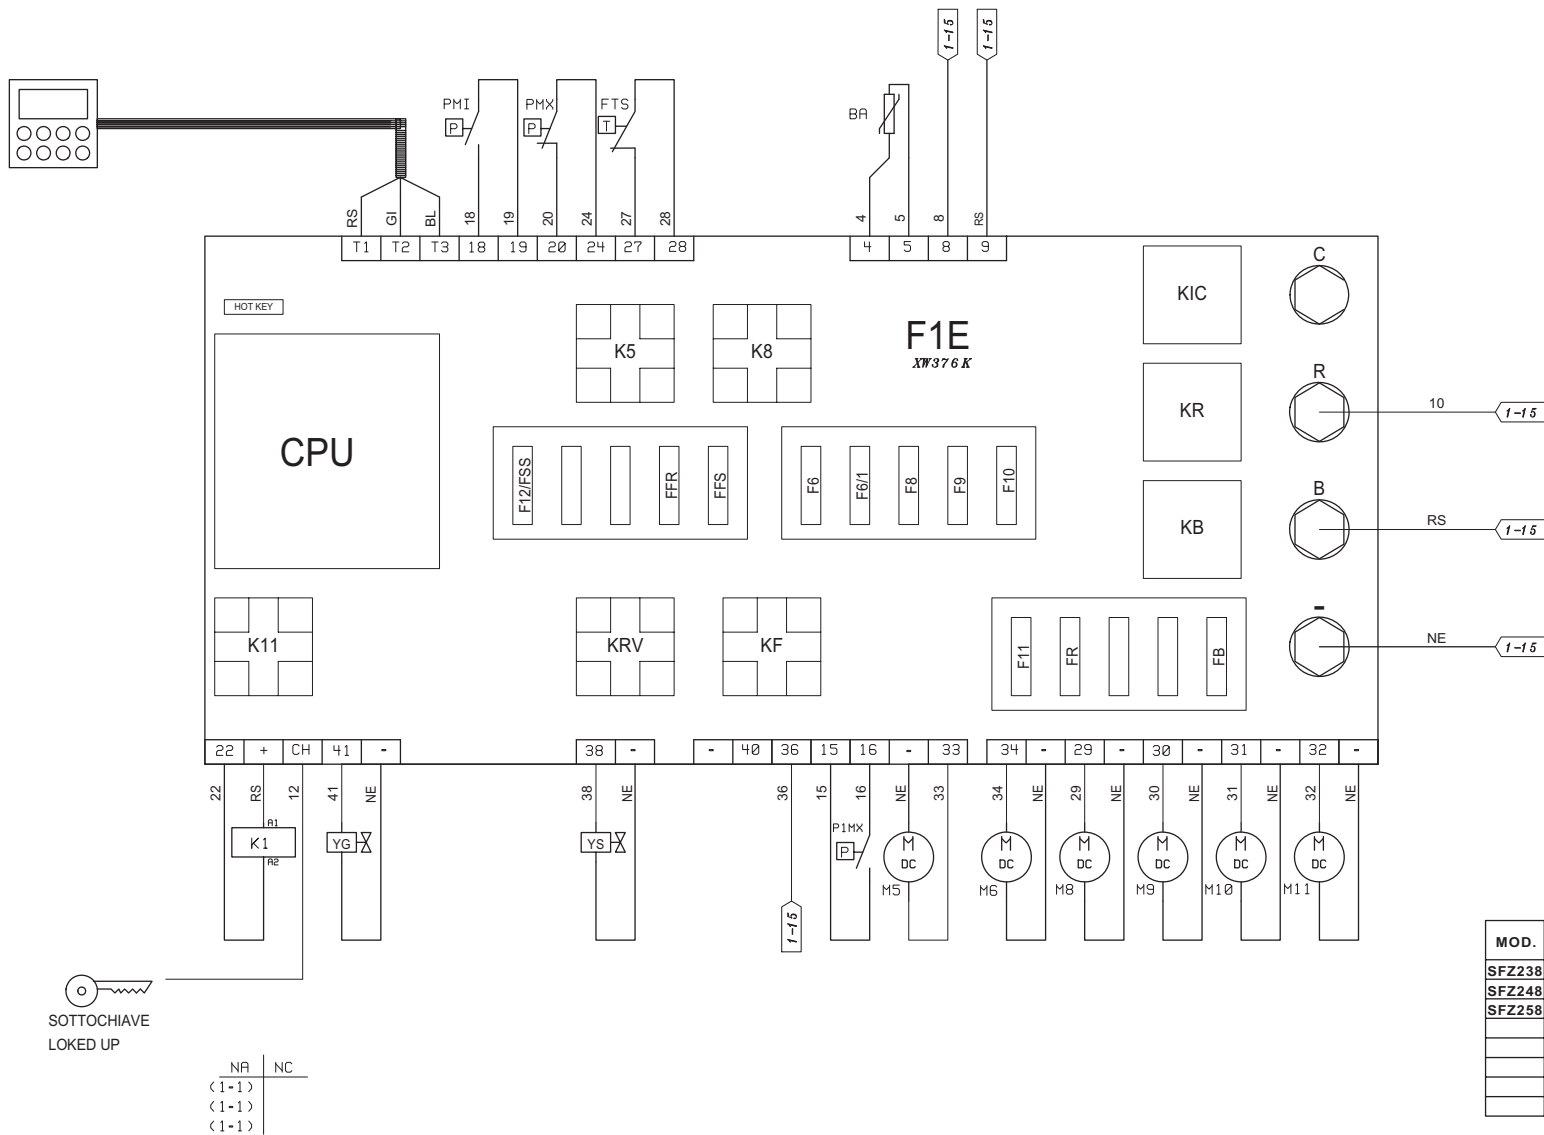 1-15 1-15
PMI PMX FTS BA
P P T
RS GI BL 18 19 20 24 27 28 4 5 8 RS
T1 T2 T3 18 19 20 24 27 28 4 5 8 9
HOT KEY
K5 K8
F1E
XW376K
KIC C
CPU
KR R 10 1-15
F12/FSS FFR FFS F6 F6/1 F8 F9 F10
KB B RS 1-15
K11 KRV KF F11 FR FB - NE 1-15
22 + CH 41 - 38 - - 40 36 15 16 - 33 34 - 29 - 30 - 31 - 32 -
22 RS 12 41 NE 38 NE 36 15 16 NE 33 34 NE 29 NE 30 NE 31 NE 32 NE
A1
K1
A2
YG YS
P1MX
P
M DC M DC M DC M DC M DC M DC
M5 M6 M8 M9 M10 M11
1-15
SOTTOCHIAVE
LOKED UP
NA NC
(1-1)
(1-1)
(1-1)
MOD.
SFZ238
SFZ248
SFZ258